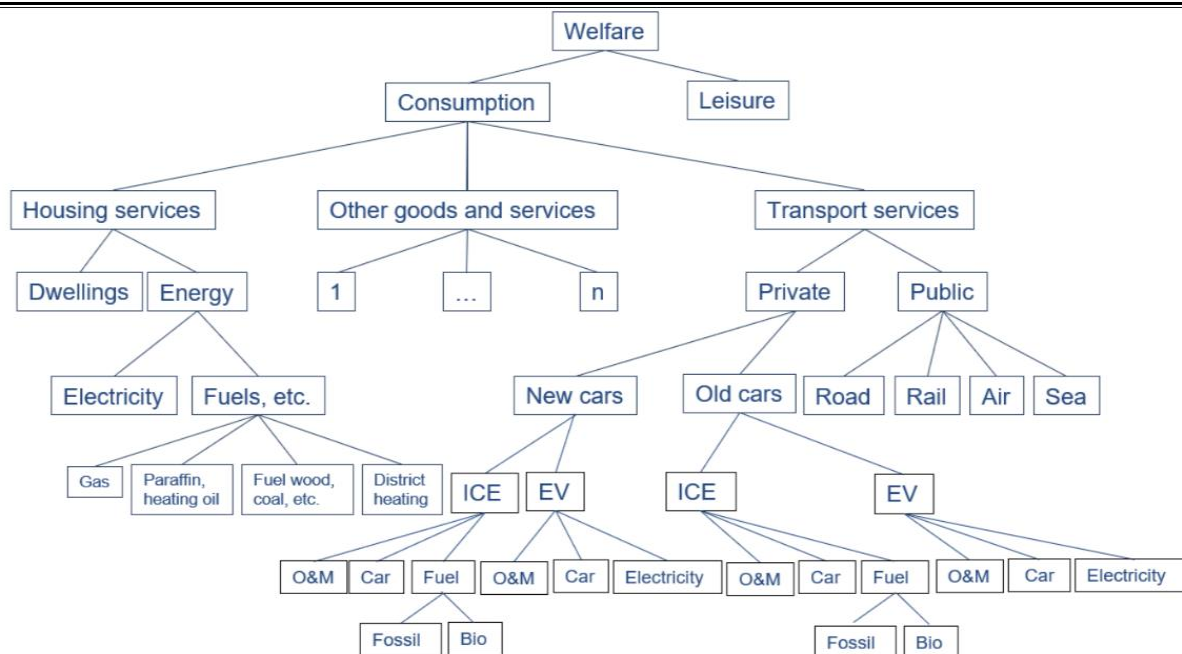 Welfare
Consumption
Leisure
Housing services
Other goods and services
Transport services
Dwellings
Energy
1
...
n
Private
Public
Electricity
Fuels, etc.
New cars
Old cars
Road
Rail
Air
Sea
Gas
Paraffin,
heating oil
Fuel wood,
coal, etc.
District
heating
ICE
EV
ICE
EV
O&M
Car
Fuel
O&M
Car
Electricity
O&M
Car
Fuel
O&M
Car
Electricity
Fossil
Bio
Fossil
Bio